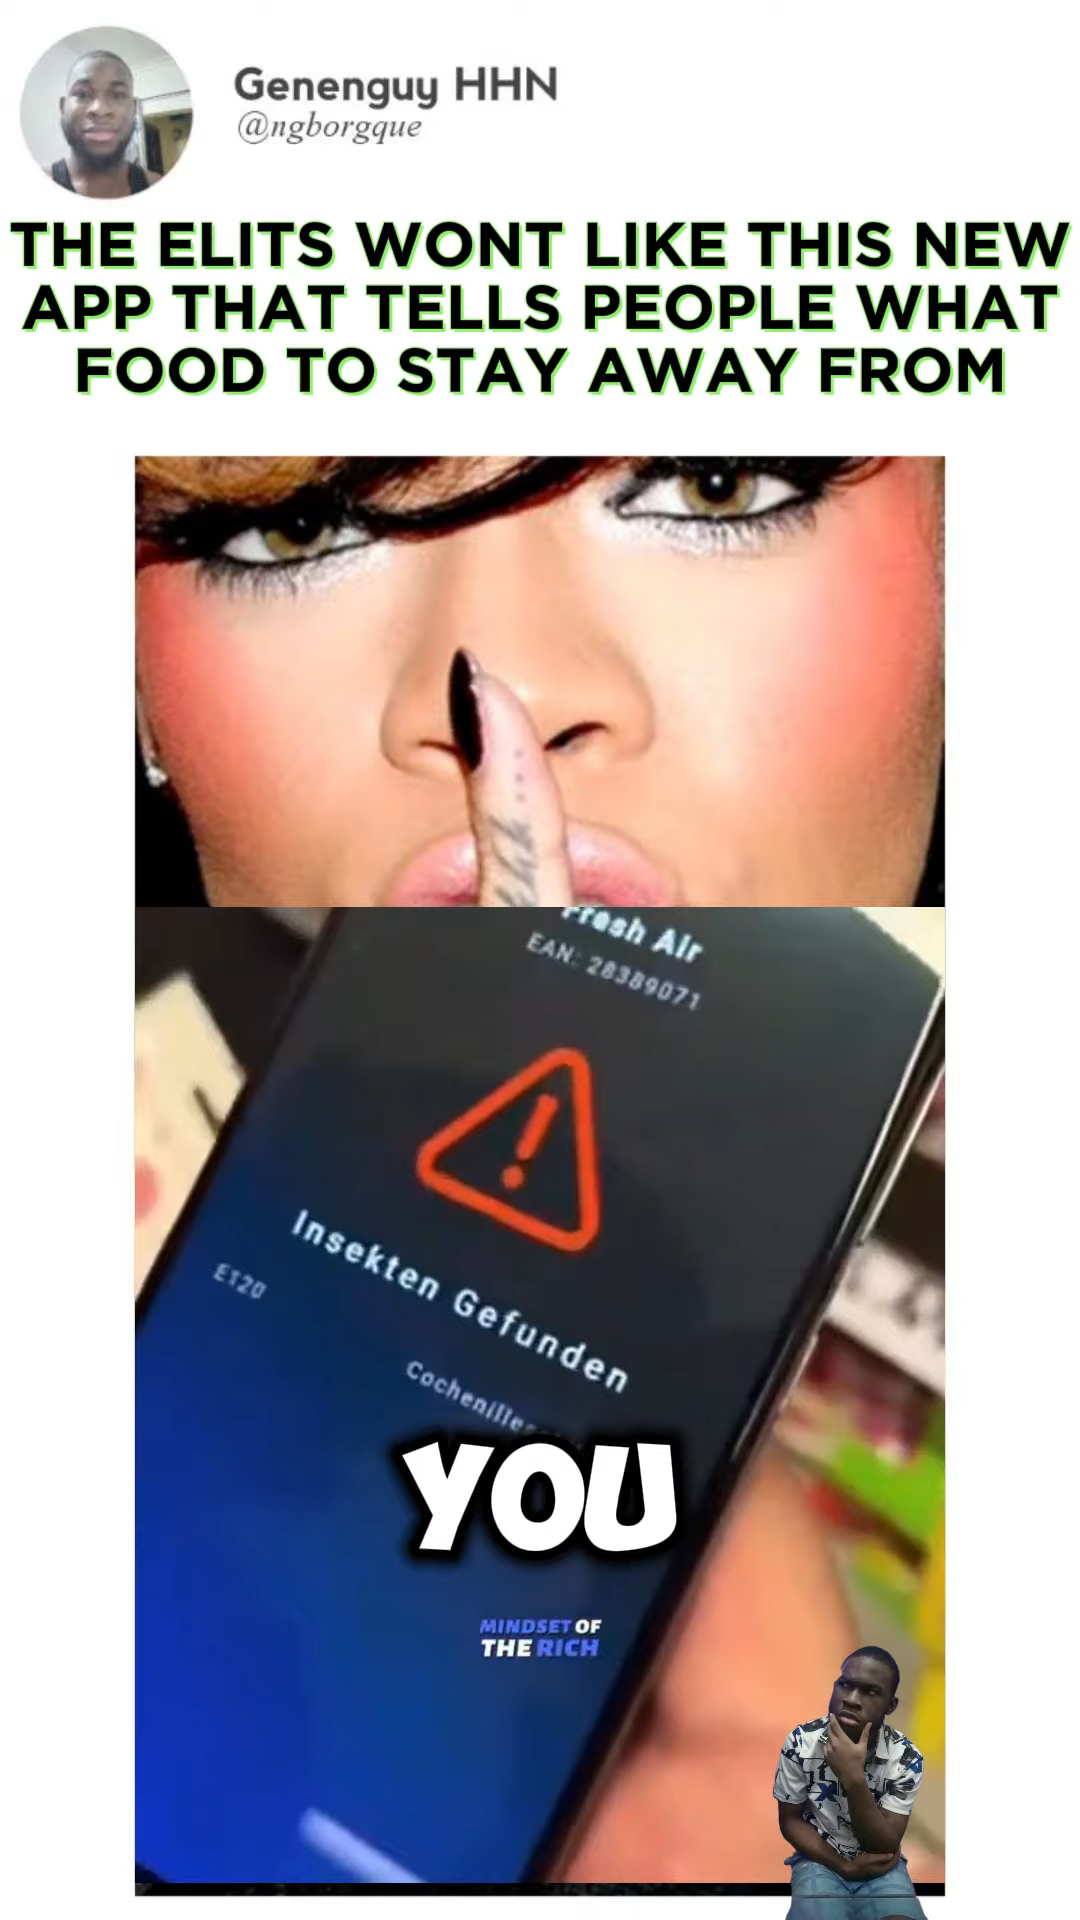 Genenguy HHN
@ngborgque
THE ELITS WONT LIKE THIS NEW
APP THAT TELLS PEOPLE WHAT
FOOD TO STAY AWAY FROM
Fresh Air
EAN: 28389071
Insekten Gefunden
E120
YOU
MINDSET OF
THE RICH